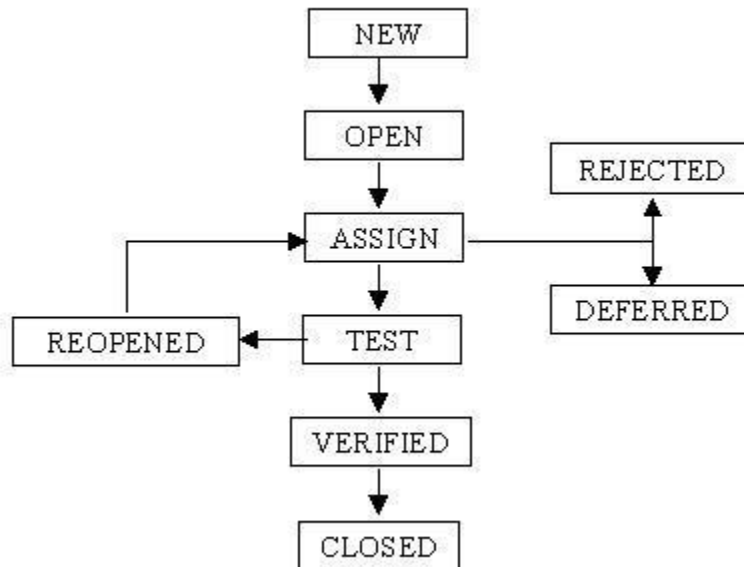 NEW
OPEN
REJECTED
ASSIGN
DEFERRED
REOPENED
TEST
VERIFIED
CLOSED